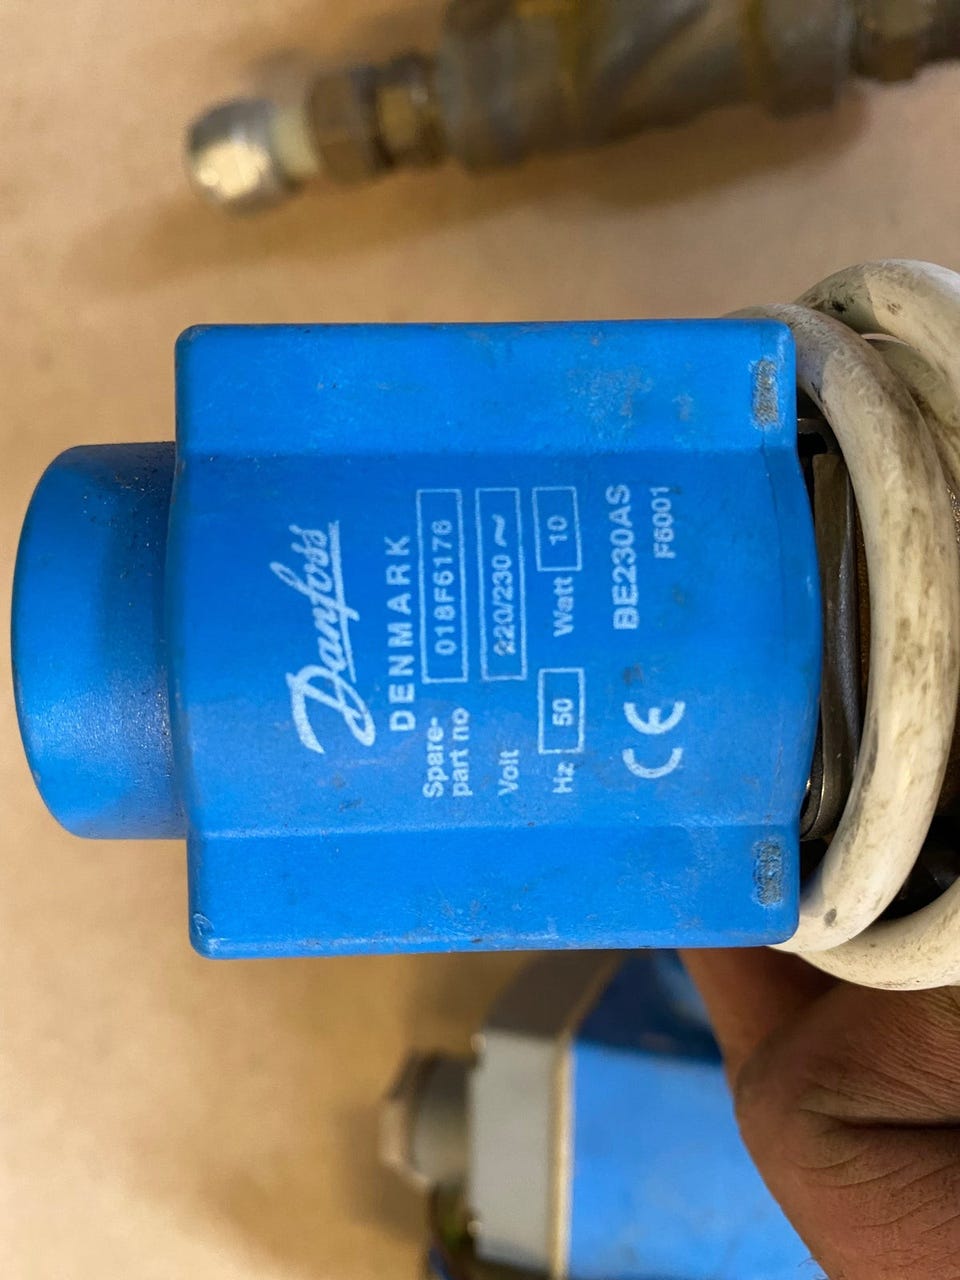 Danfoss
DENMARK
Spare-
part no 018F6176
Volt 220/230 ~
Hz 50 Watt 10
CE BE230AS
F6001